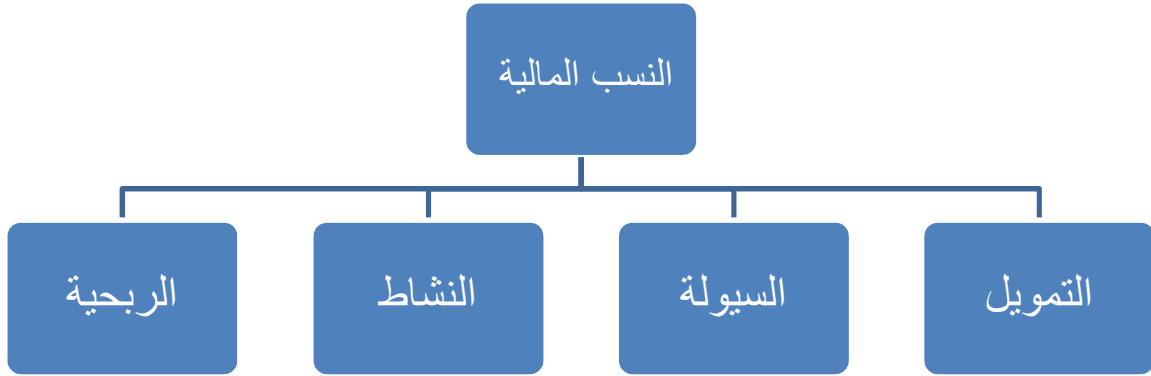 النسب المالية
التمويل
السيولة
النشاط
الربحية